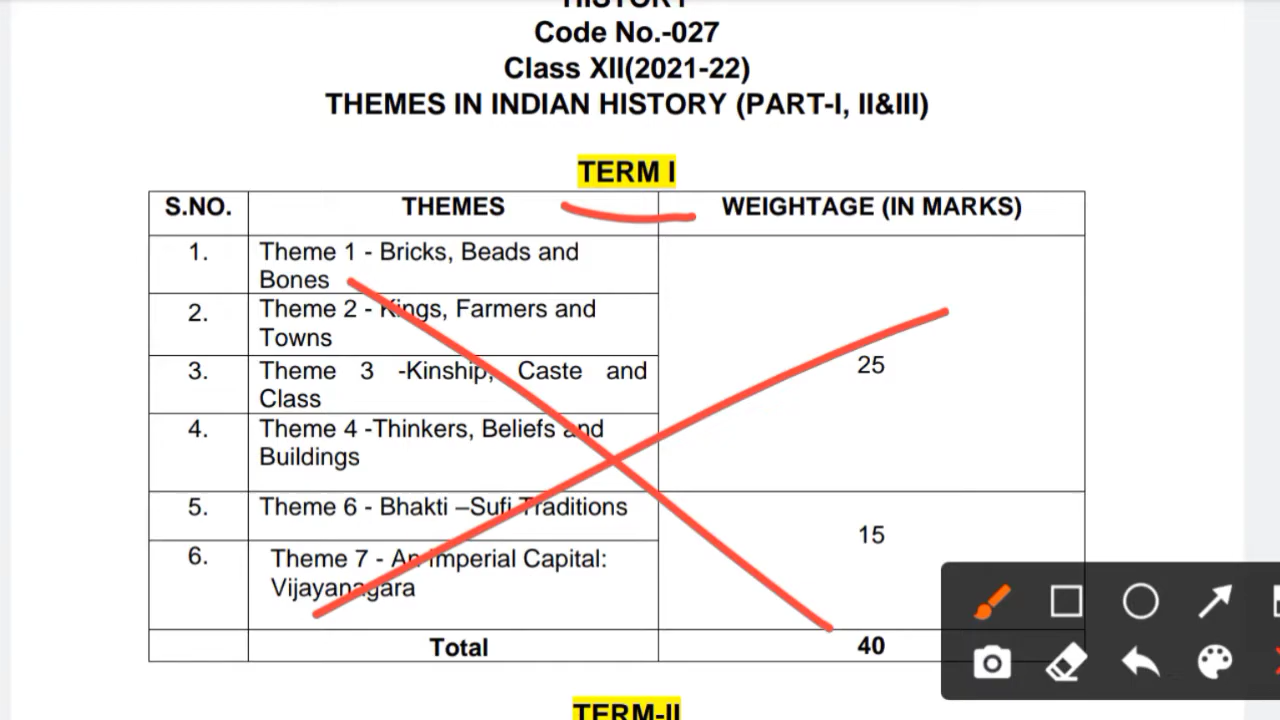 HISTORY
Code No.-027
Class XII(2021-22)
THEMES IN INDIAN HISTORY (PART-I, II&III)
TERM I
S.NO. THEMES WEIGHTAGE (IN MARKS)
1. Theme 1 - Bricks, Beads and
Bones
2. Theme 2 - Kings, Farmers and
Towns
3. Theme 3 -Kinship, Caste and
Class
25
4. Theme 4 -Thinkers, Beliefs and
Buildings
5. Theme 6 - Bhakti –Sufi Traditions
15
6. Theme 7 - An Imperial Capital:
Vijayanagara
Total 40
TERM-II